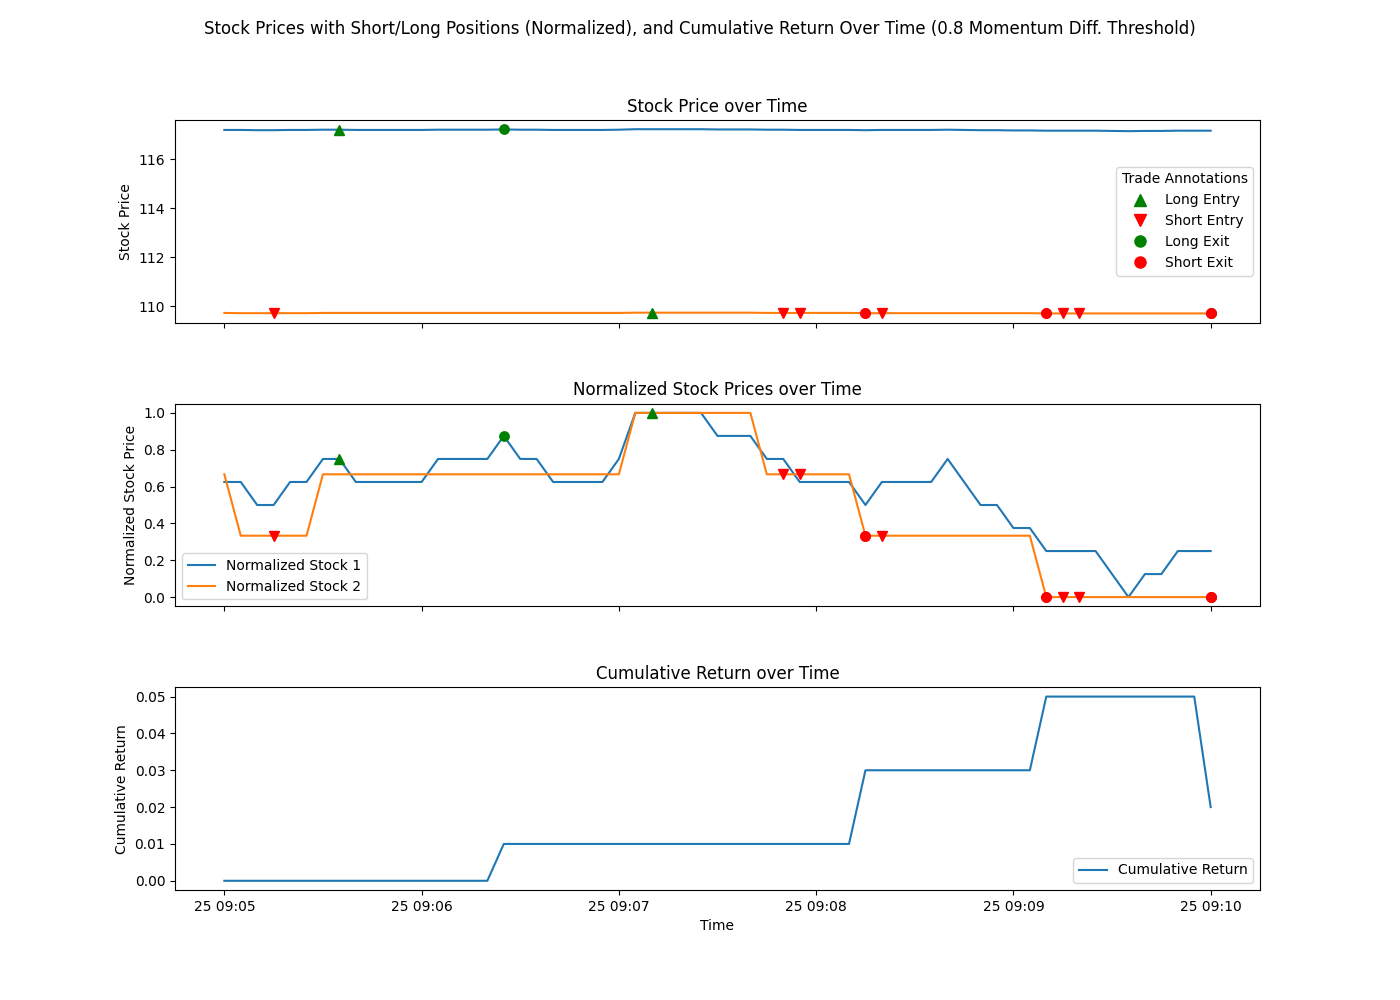 Stock Prices with Short/Long Positions (Normalized), and Cumulative Return Over Time (0.8 Momentum Diff. Threshold)
Stock Price over Time
Stock Price
116
114
112
110
Trade Annotations
Long Entry
Short Entry
Long Exit
Short Exit
Normalized Stock Prices over Time
Normalized Stock Price
1.0
0.8
0.6
0.4
0.2
0.0
Normalized Stock 1
Normalized Stock 2
Cumulative Return over Time
Cumulative Return
0.05
0.04
0.03
0.02
0.01
0.00
Cumulative Return
25 09:05 25 09:06 25 09:07 25 09:08 25 09:09 25 09:10
Time